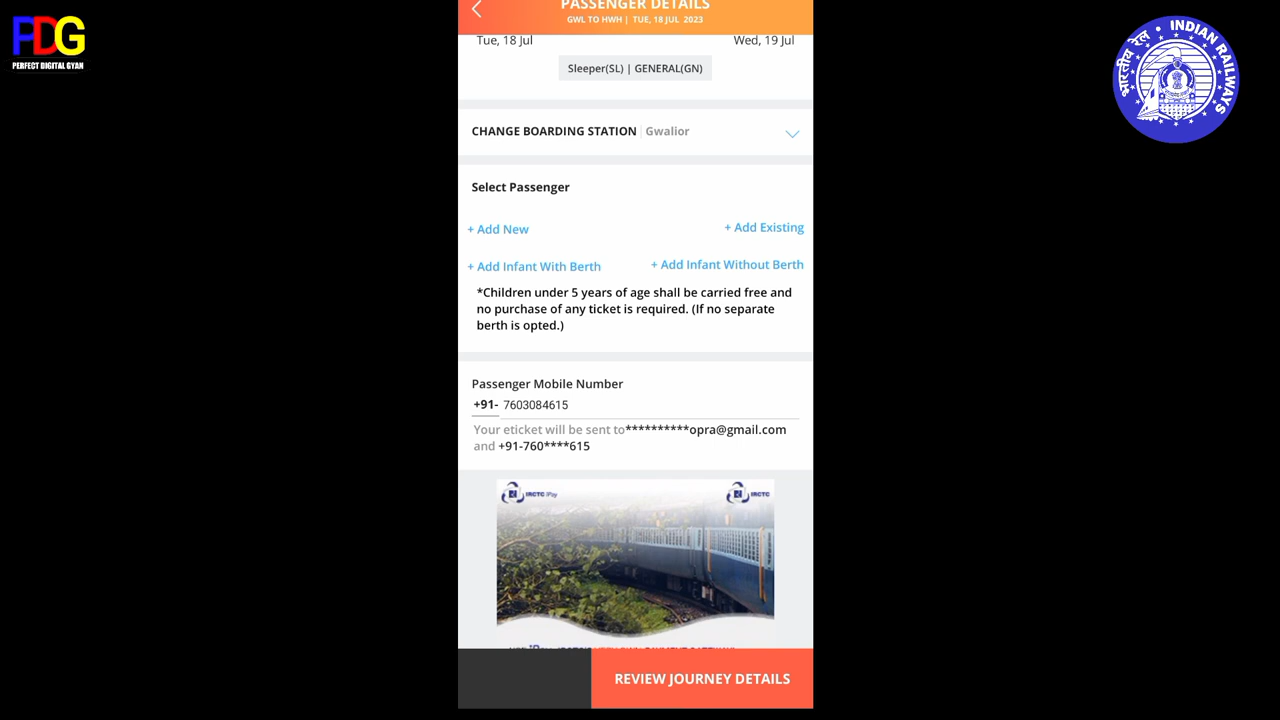 PDG
PERFECT DIGITAL GYAN
भारतीय रेल • INDIAN RAILWAYS
PASSENGER DETAILS
GWL TO HWH | TUE, 18 JUL 2023
Tue, 18 Jul Wed, 19 Jul
Sleeper(SL) | GENERAL(GN)
CHANGE BOARDING STATION | Gwalior
Select Passenger
+ Add New + Add Existing
+ Add Infant With Berth + Add Infant Without Berth
*Children under 5 years of age shall be carried free and
no purchase of any ticket is required. (If no separate
berth is opted.)
Passenger Mobile Number
+91- 7603084615
Your eticket will be sent to**********opra@gmail.com
and +91-760****615
IRCTC iPay IRCTC
REVIEW JOURNEY DETAILS